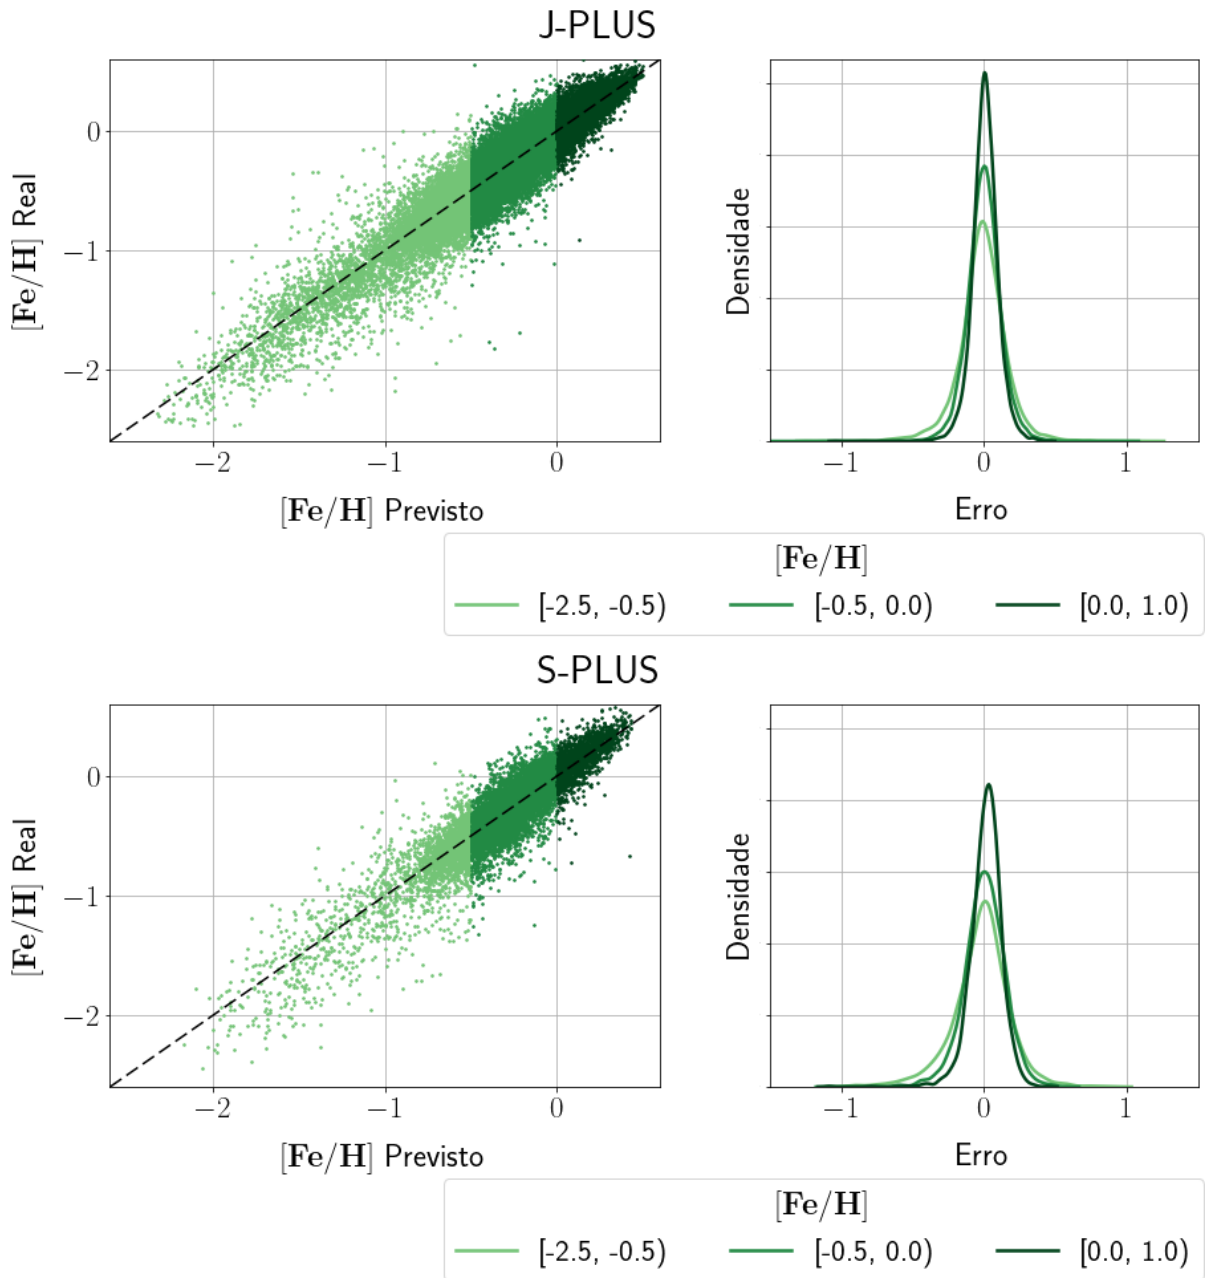 J-PLUS
[Fe/H] Real
0
−1
−2
−2 −1 0
[Fe/H] Previsto
Densidade
−1 0 1
Erro
[Fe/H]
[-2.5, -0.5) [-0.5, 0.0) [0.0, 1.0)
S-PLUS
[Fe/H] Real
0
−1
−2
−2 −1 0
[Fe/H] Previsto
Densidade
−1 0 1
Erro
[Fe/H]
[-2.5, -0.5) [-0.5, 0.0) [0.0, 1.0)